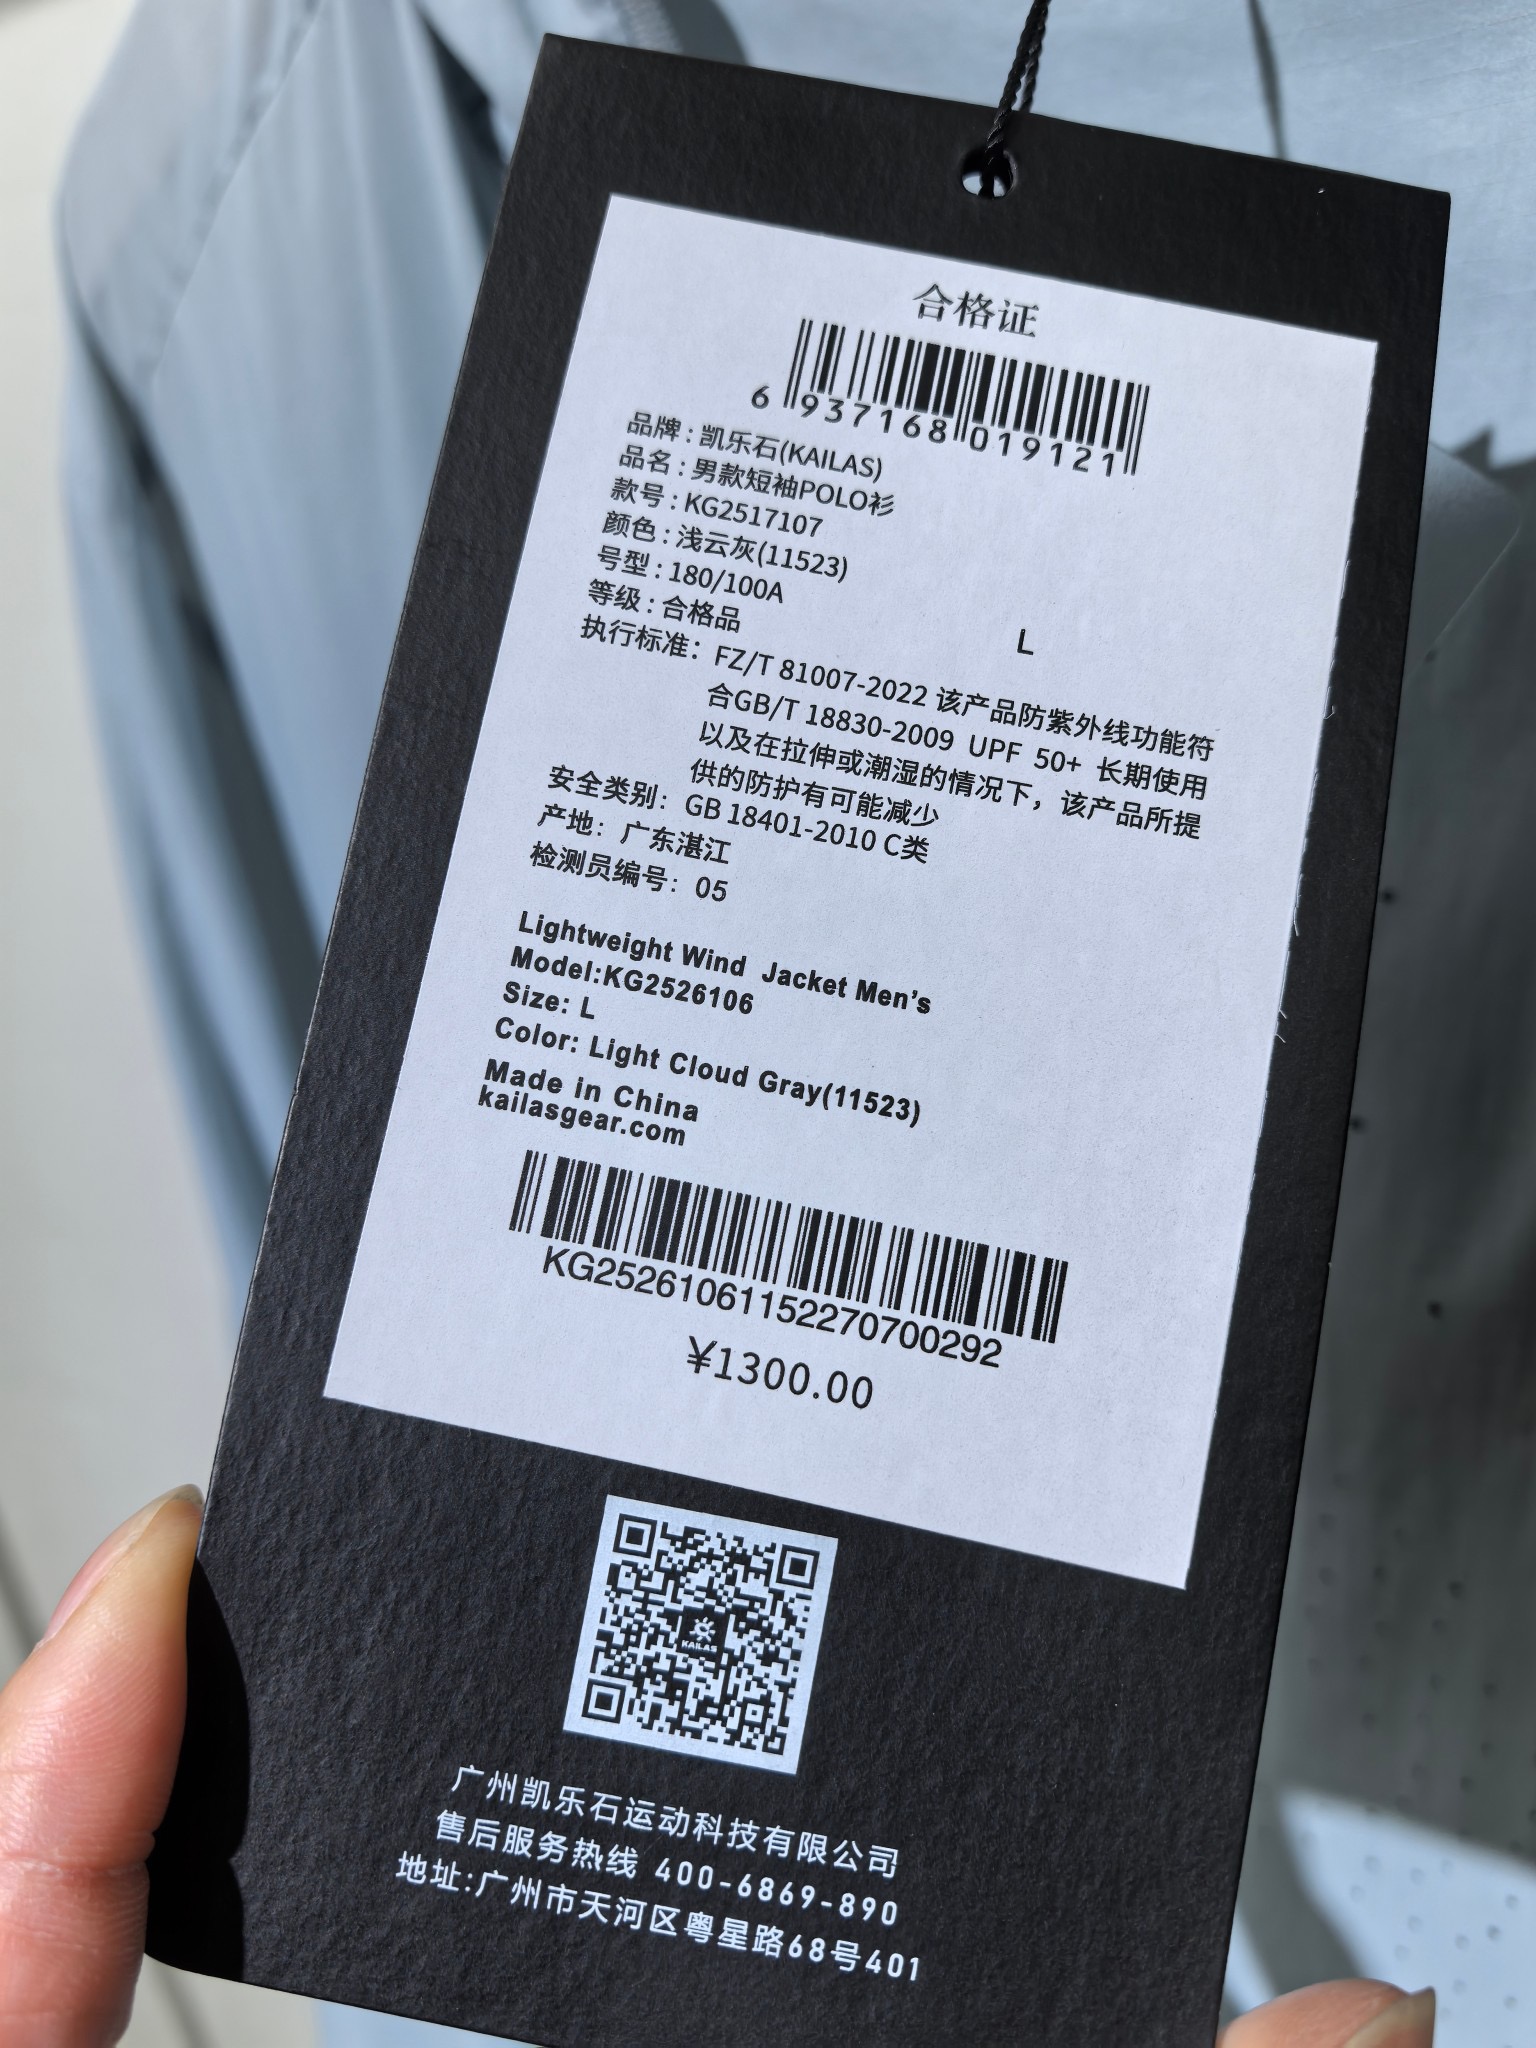 合格证
6 937168 019121
品牌：凯乐石(KAILAS)
品名：男款短袖POLO衫
款号：KG2517107
颜色：浅云灰(11523)
号型：180/100A
等级：合格品
L
执行标准：FZ/T 81007-2022 该产品防紫外线功能符
合GB/T 18830-2009 UPF 50+ 长期使用
以及在拉伸或潮湿的情况下，该产品所提
供的防护有可能减少
安全类别：GB 18401-2010 C类
产地：广东湛江
检测员编号：05
Lightweight Wind Jacket Men's
Model:KG2526106
Size: L
Color: Light Cloud Gray(11523)
Made in China
kailasgear.com
KG25261061152270700292
¥1300.00
KAILAS
广州凯乐石运动科技有限公司
售后服务热线 400-6869-890
地址:广州市天河区粤星路68号401